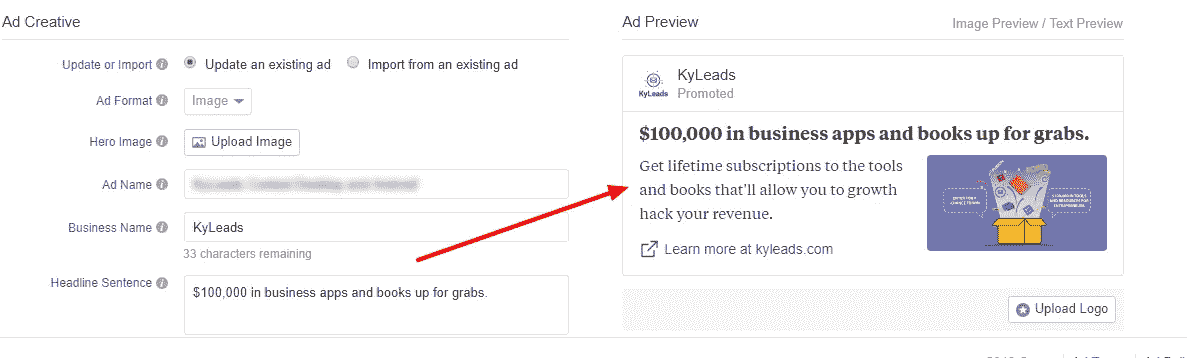 Ad Creative
Update or Import
Update an existing ad
Import from an existing ad
Ad Format
Image
Hero Image
Upload Image
Ad Name
Business Name
KyLeads
33 characters remaining
Headline Sentence
$100,000 in business apps and books up for grabs.
Ad Preview
Image Preview / Text Preview
KyLeads
KyLeads
Promoted
$100,000 in business apps and books up for grabs.
Get lifetime subscriptions to the tools
and books that'll allow you to growth
hack your revenue.
Learn more at kyleads.com
Upload Logo